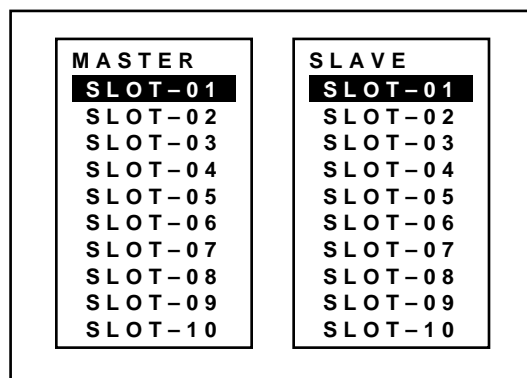 MASTER
SLOT–01
SLOT–02
SLOT–03
SLOT–04
SLOT–05
SLOT–06
SLOT–07
SLOT–08
SLOT–09
SLOT–10
SLAVE
SLOT–01
SLOT–02
SLOT–03
SLOT–04
SLOT–05
SLOT–06
SLOT–07
SLOT–08
SLOT–09
SLOT–10